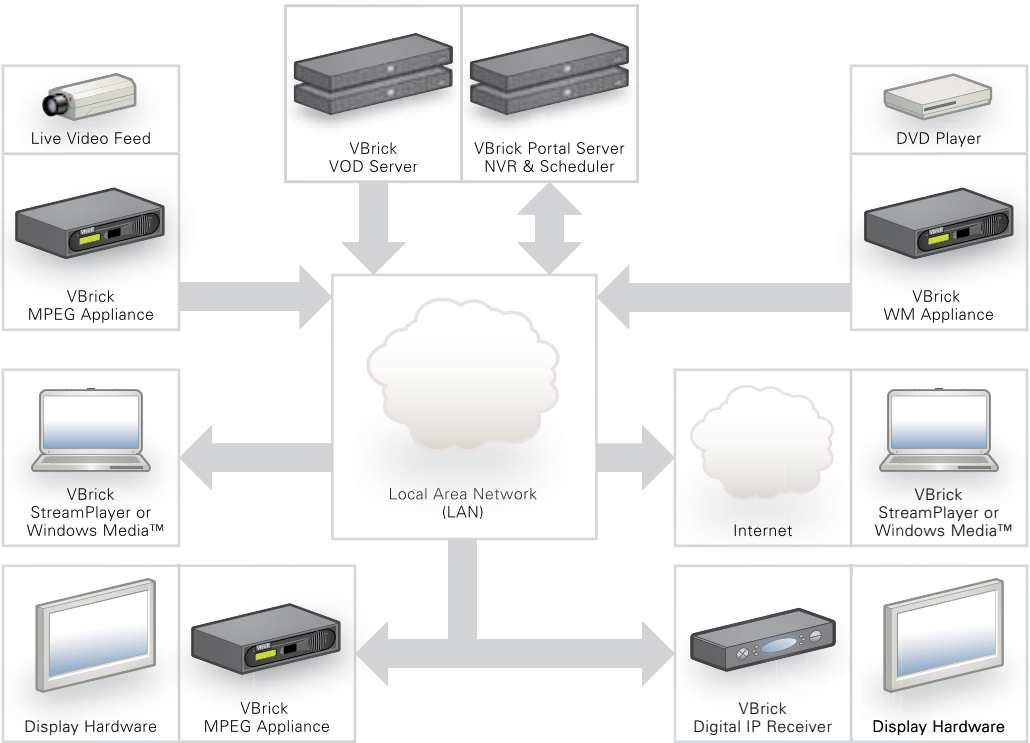 VBrick
VOD Server
VBrick Portal Server
NVR & Scheduler
Live Video Feed
DVD Player
VBrick
MPEG Appliance
VBrick
WM Appliance
Local Area Network
(LAN)
VBrick
StreamPlayer or
Windows Media™
Internet
VBrick
StreamPlayer or
Windows Media™
Display Hardware
VBrick
MPEG Appliance
VBrick
Digital IP Receiver
Display Hardware